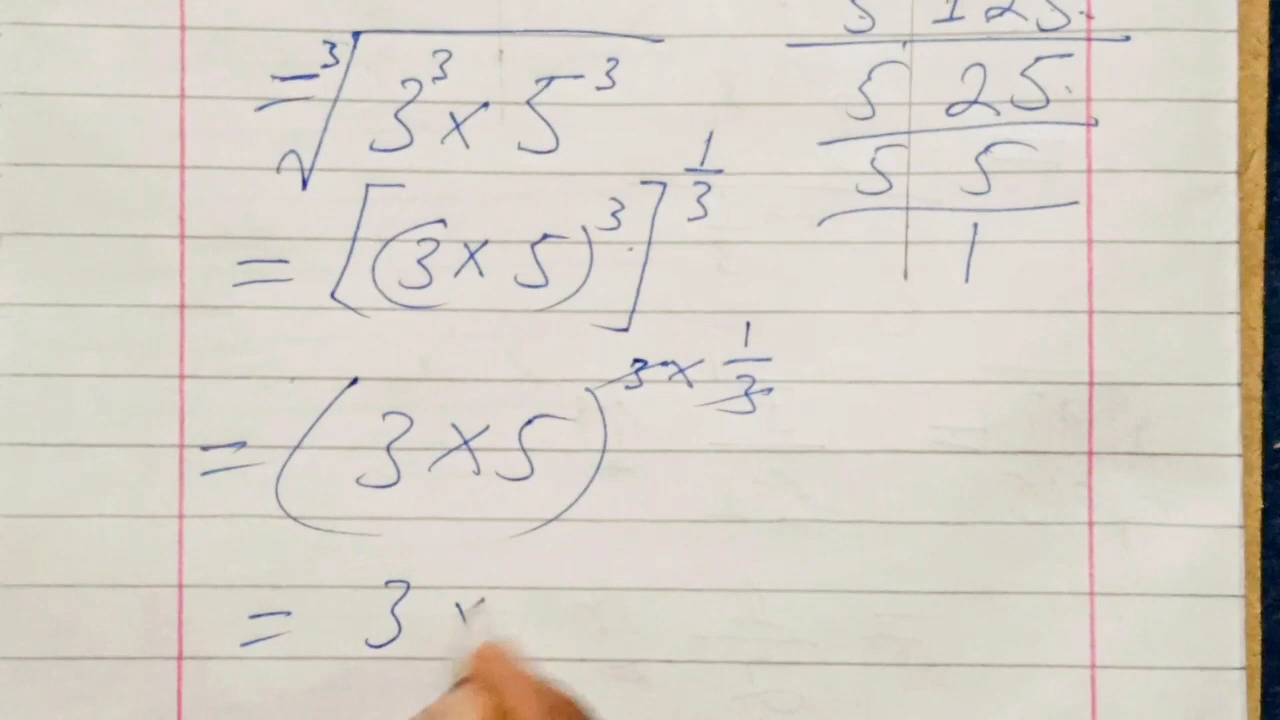 = ∛(3³ × 5³)
= [(3 × 5)³]^(1/3)
= (3 × 5)^(3 × 1/3)
= 3 ×
5 | 125
5 | 25
5 | 5
1